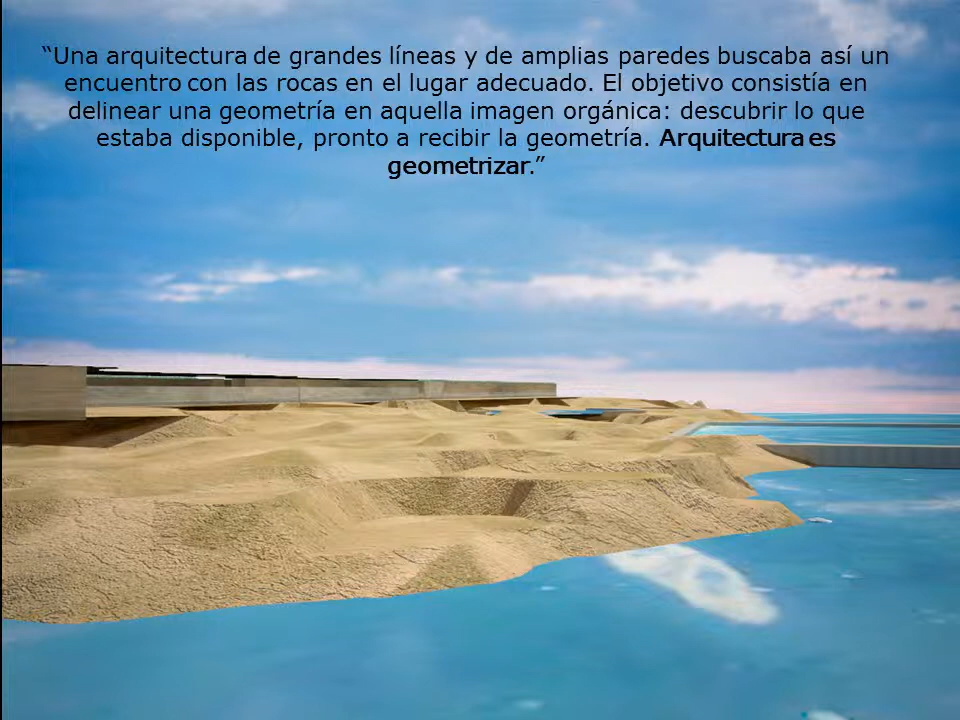 “Una arquitectura de grandes líneas y de amplias paredes buscaba así un
encuentro con las rocas en el lugar adecuado. El objetivo consistía en
delinear una geometría en aquella imagen orgánica: descubrir lo que
estaba disponible, pronto a recibir la geometría. Arquitectura es
geometrizar.”